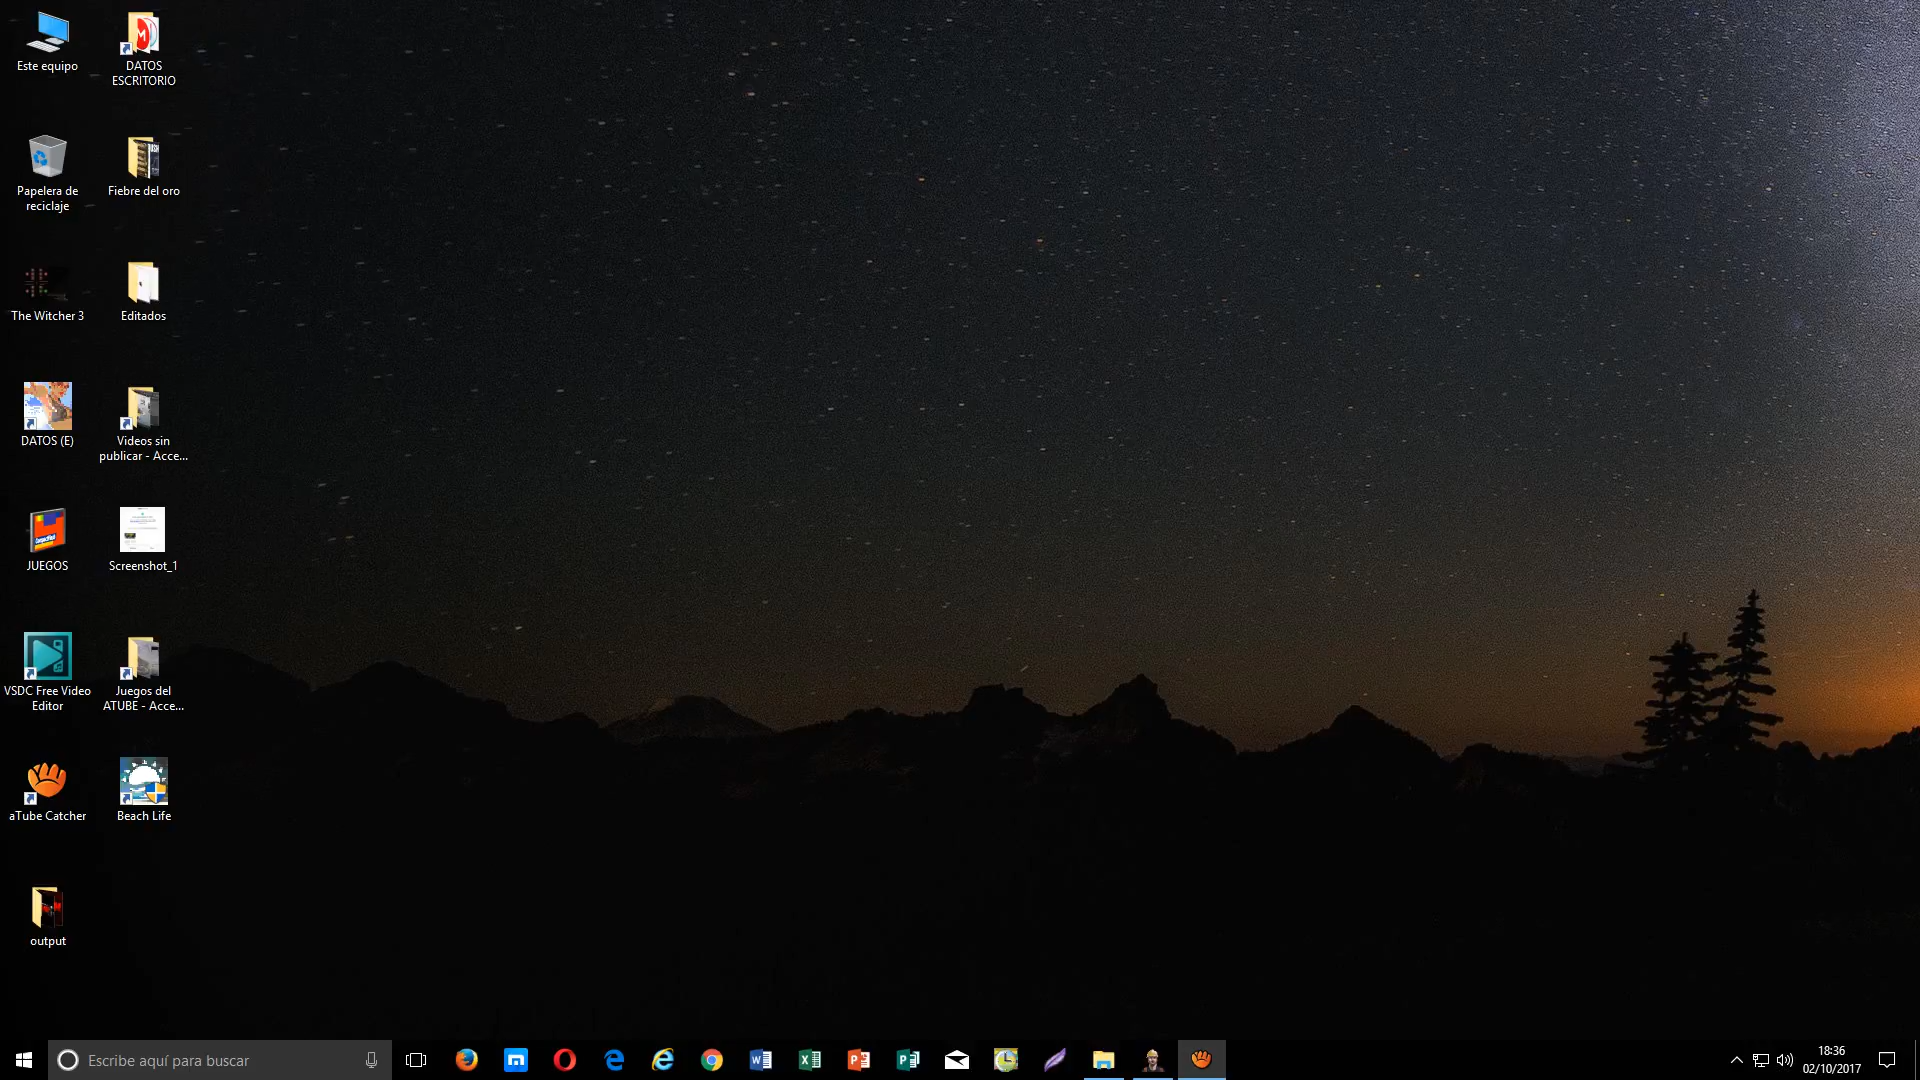 Este equipo
DATOS
ESCRITORIO
Papelera de
reciclaje
Fiebre del oro
The Witcher 3
Editados
DATOS (E)
Videos sin
publicar - Acce...
JUEGOS
Screenshot_1
VSDC Free Video
Editor
Juegos del
ATUBE - Acce...
aTube Catcher
Beach Life
output
Escribe aquí para buscar
18:36
02/10/2017